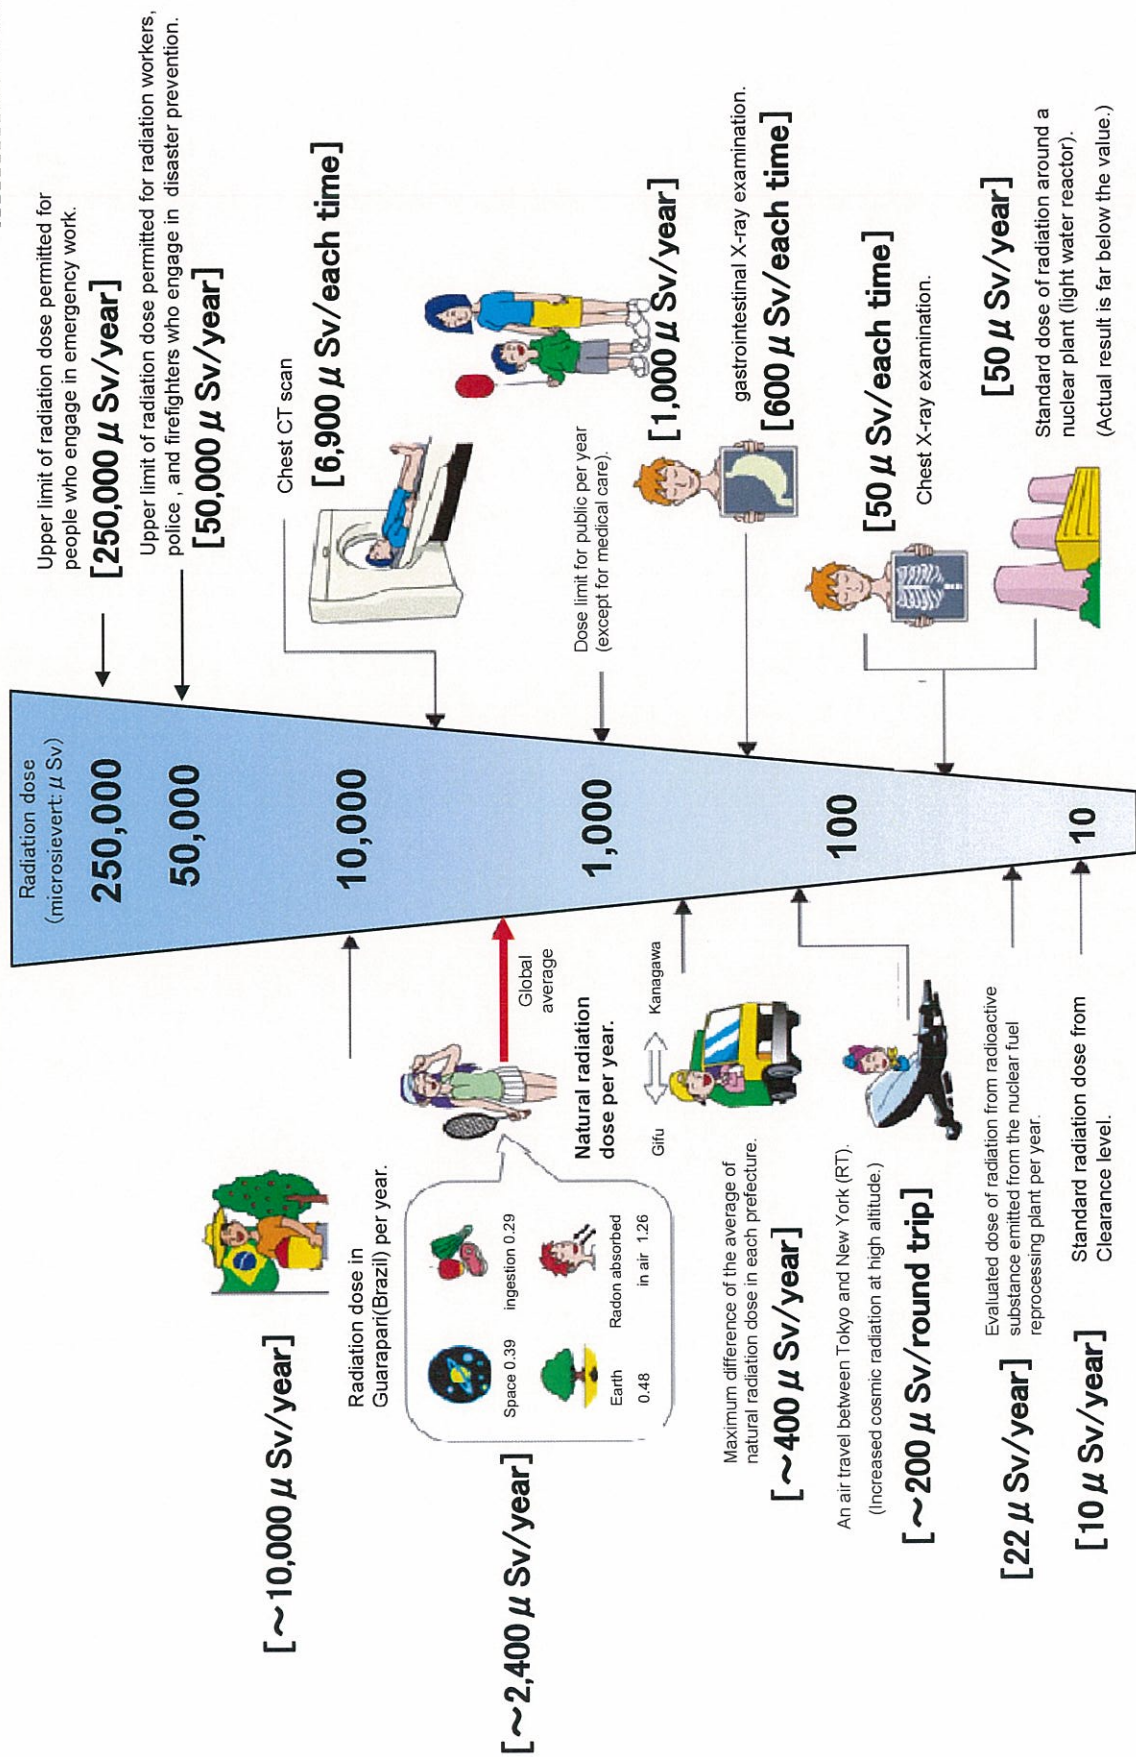 Radiation dose
(microsievert: μ Sv)
250,000
50,000
10,000
1,000
100
10
Upper limit of radiation dose permitted for
people who engage in emergency work.
[250,000 μ Sv/year]
Upper limit of radiation dose permitted for radiation workers,
police , and firefighters who engage in disaster prevention.
[50,000 μ Sv/year]
Chest CT scan
[6,900 μ Sv/each time]
Dose limit for public per year
(except for medical care).
[1,000 μ Sv/year]
gastrointestinal X-ray examination.
[600 μ Sv/each time]
[50 μ Sv/each time]
Chest X-ray examination.
[50 μ Sv/year]
Standard dose of radiation around a
nuclear plant (light water reactor).
(Actual result is far below the value.)
[~10,000 μ Sv/year]
Radiation dose in
Guarapari(Brazil) per year.
[~2,400 μ Sv/year]
Space 0.39
ingestion 0.29
Earth
0.48
Radon absorbed
in air 1.26
Global
average
Natural radiation
dose per year.
Gifu
Kanagawa
Maximum difference of the average of
natural radiation dose in each prefecture.
[~400 μ Sv/year]
An air travel between Tokyo and New York (RT).
(Increased cosmic radiation at high altitude.)
[~200 μ Sv/round trip]
Evaluated dose of radiation from radioactive
substance emitted from the nuclear fuel
reprocessing plant per year.
[22 μ Sv/year]
Standard radiation dose from
Clearance level.
[10 μ Sv/year]